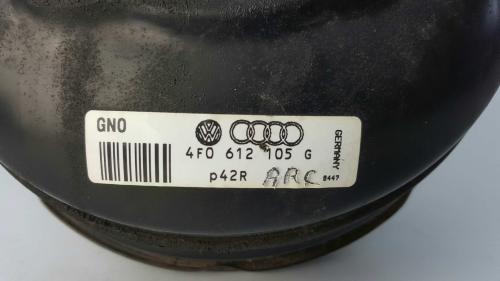 GNO
4F0 612 105 G
p42R ARC 8447
GERMANY